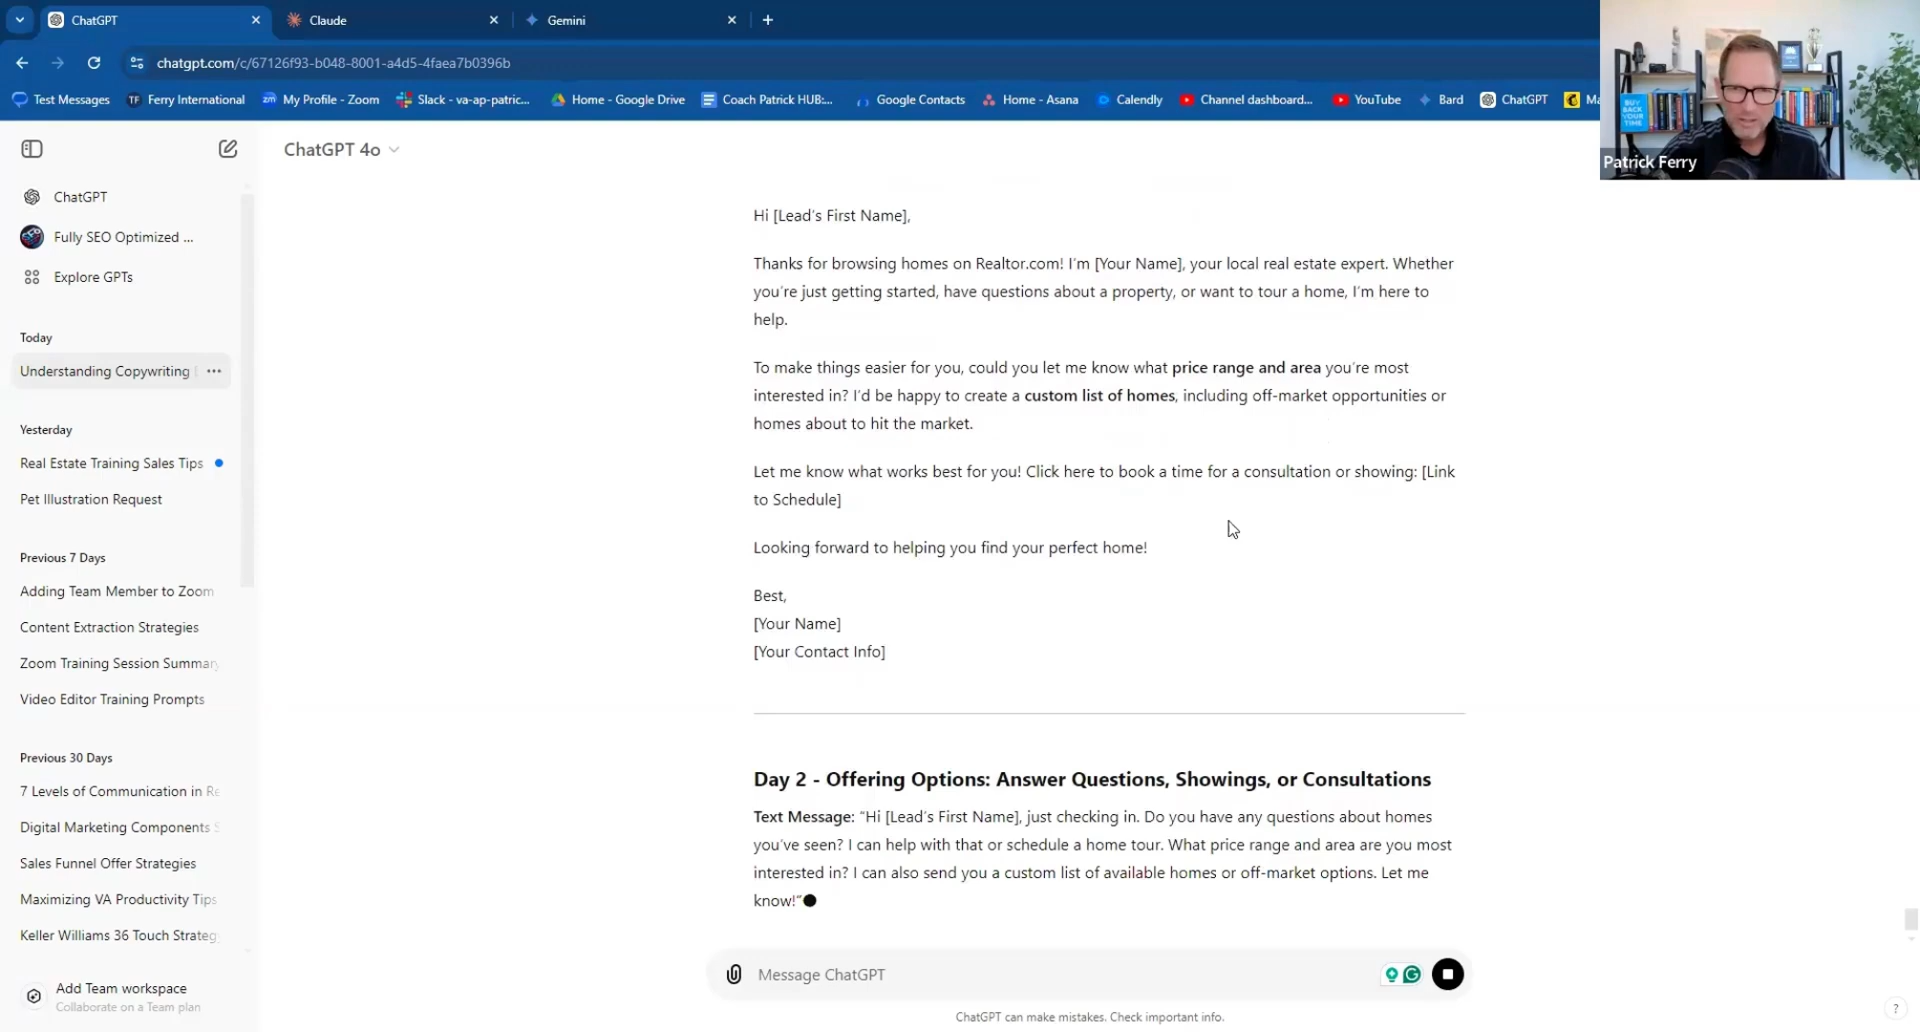 ChatGPT
Claude
Gemini
chatgpt.com/c/67126f93-b048-8001-a4d5-4faea7b0396b
Test Messages
Ferry International
My Profile - Zoom
Slack - va-ap-patric...
Home - Google Drive
Coach Patrick HUB:...
Google Contacts
Home - Asana
Calendly
Channel dashboard...
YouTube
Bard
ChatGPT
Ma
BUY
BACK
YOUR
TIME
Patrick Ferry
ChatGPT 4o
ChatGPT
Fully SEO Optimized ...
Explore GPTs
Today
Understanding Copywriting
Yesterday
Real Estate Training Sales Tips
Pet Illustration Request
Previous 7 Days
Adding Team Member to Zoom
Content Extraction Strategies
Zoom Training Session Summary
Video Editor Training Prompts
Previous 30 Days
7 Levels of Communication in Re
Digital Marketing Components S
Sales Funnel Offer Strategies
Maximizing VA Productivity Tips
Keller Williams 36 Touch Strateg
Add Team workspace
Collaborate on a Team plan
Hi [Lead's First Name],
Thanks for browsing homes on Realtor.com! I'm [Your Name], your local real estate expert. Whether
you're just getting started, have questions about a property, or want to tour a home, I'm here to
help.
To make things easier for you, could you let me know what price range and area you're most
interested in? I'd be happy to create a custom list of homes, including off-market opportunities or
homes about to hit the market.
Let me know what works best for you! Click here to book a time for a consultation or showing: [Link
to Schedule]
Looking forward to helping you find your perfect home!
Best,
[Your Name]
[Your Contact Info]
Day 2 - Offering Options: Answer Questions, Showings, or Consultations
Text Message: "Hi [Lead's First Name], just checking in. Do you have any questions about homes
you've seen? I can help with that or schedule a home tour. What price range and area are you most
interested in? I can also send you a custom list of available homes or off-market options. Let me
know!"
Message ChatGPT
ChatGPT can make mistakes. Check important info.
?